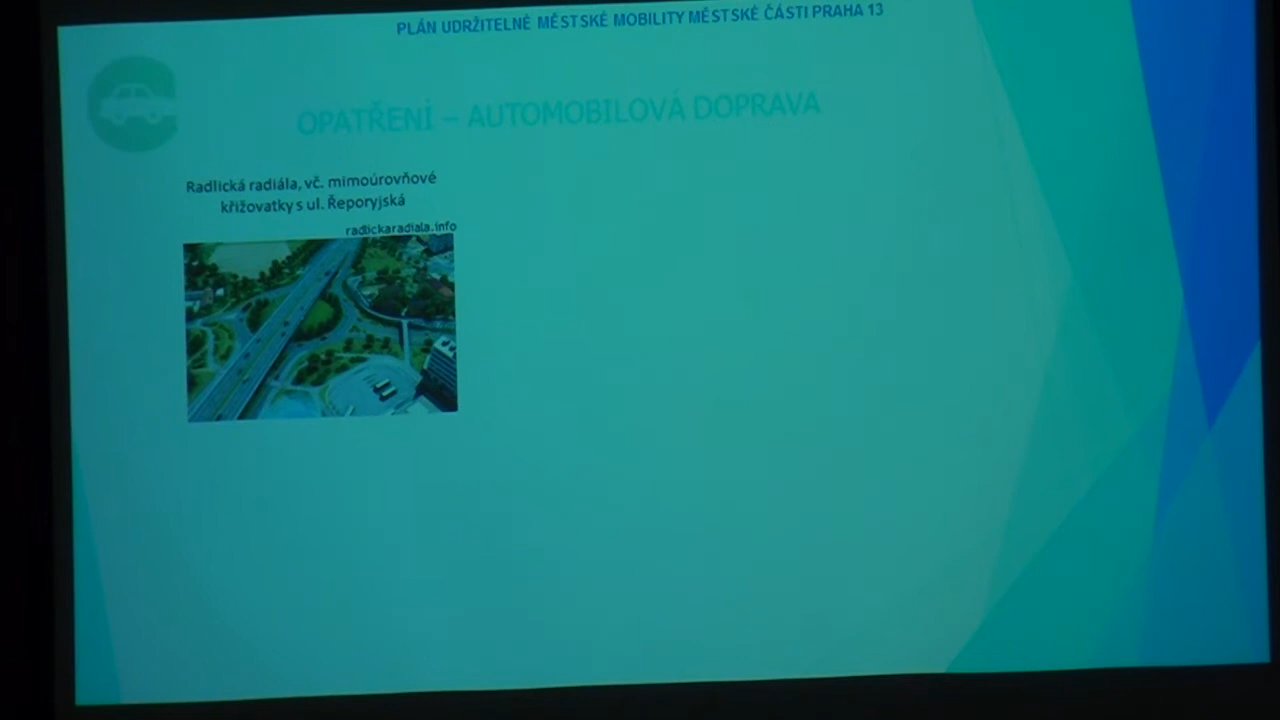 PLÁN UDRŽITELNÉ MĚSTSKÉ MOBILITY MĚSTSKÉ ČÁSTI PRAHA 13
OPATŘENÍ – AUTOMOBILOVÁ DOPRAVA
Radlická radiála, vč. mimoúrovňové
křižovatky s ul. Řeporyjská
radlickaradiala.info